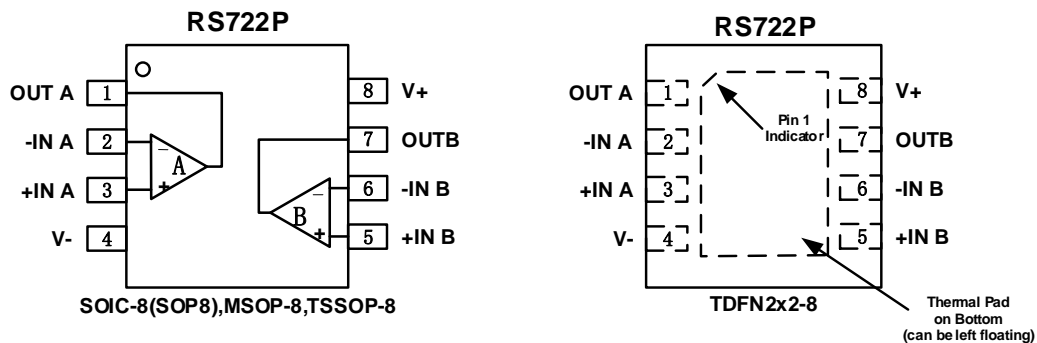 RS722P
OUT A 1
-IN A 2
+IN A 3
V- 4
8 V+
7 OUTB
6 -IN B
5 +IN B
A
B
SOIC-8(SOP8),MSOP-8,TSSOP-8
RS722P
OUT A 1
-IN A 2
+IN A 3
V- 4
8 V+
7 OUTB
6 -IN B
5 +IN B
Pin 1
Indicator
TDFN2x2-8
Thermal Pad
on Bottom
(can be left floating)